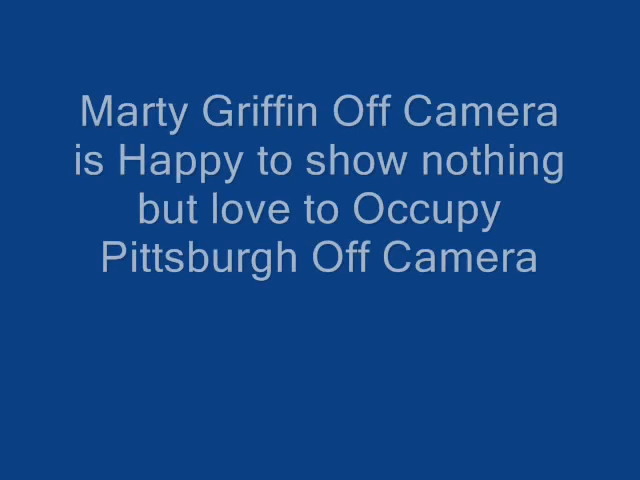 Marty Griffin Off Camera
is Happy to show nothing
but love to Occupy
Pittsburgh Off Camera